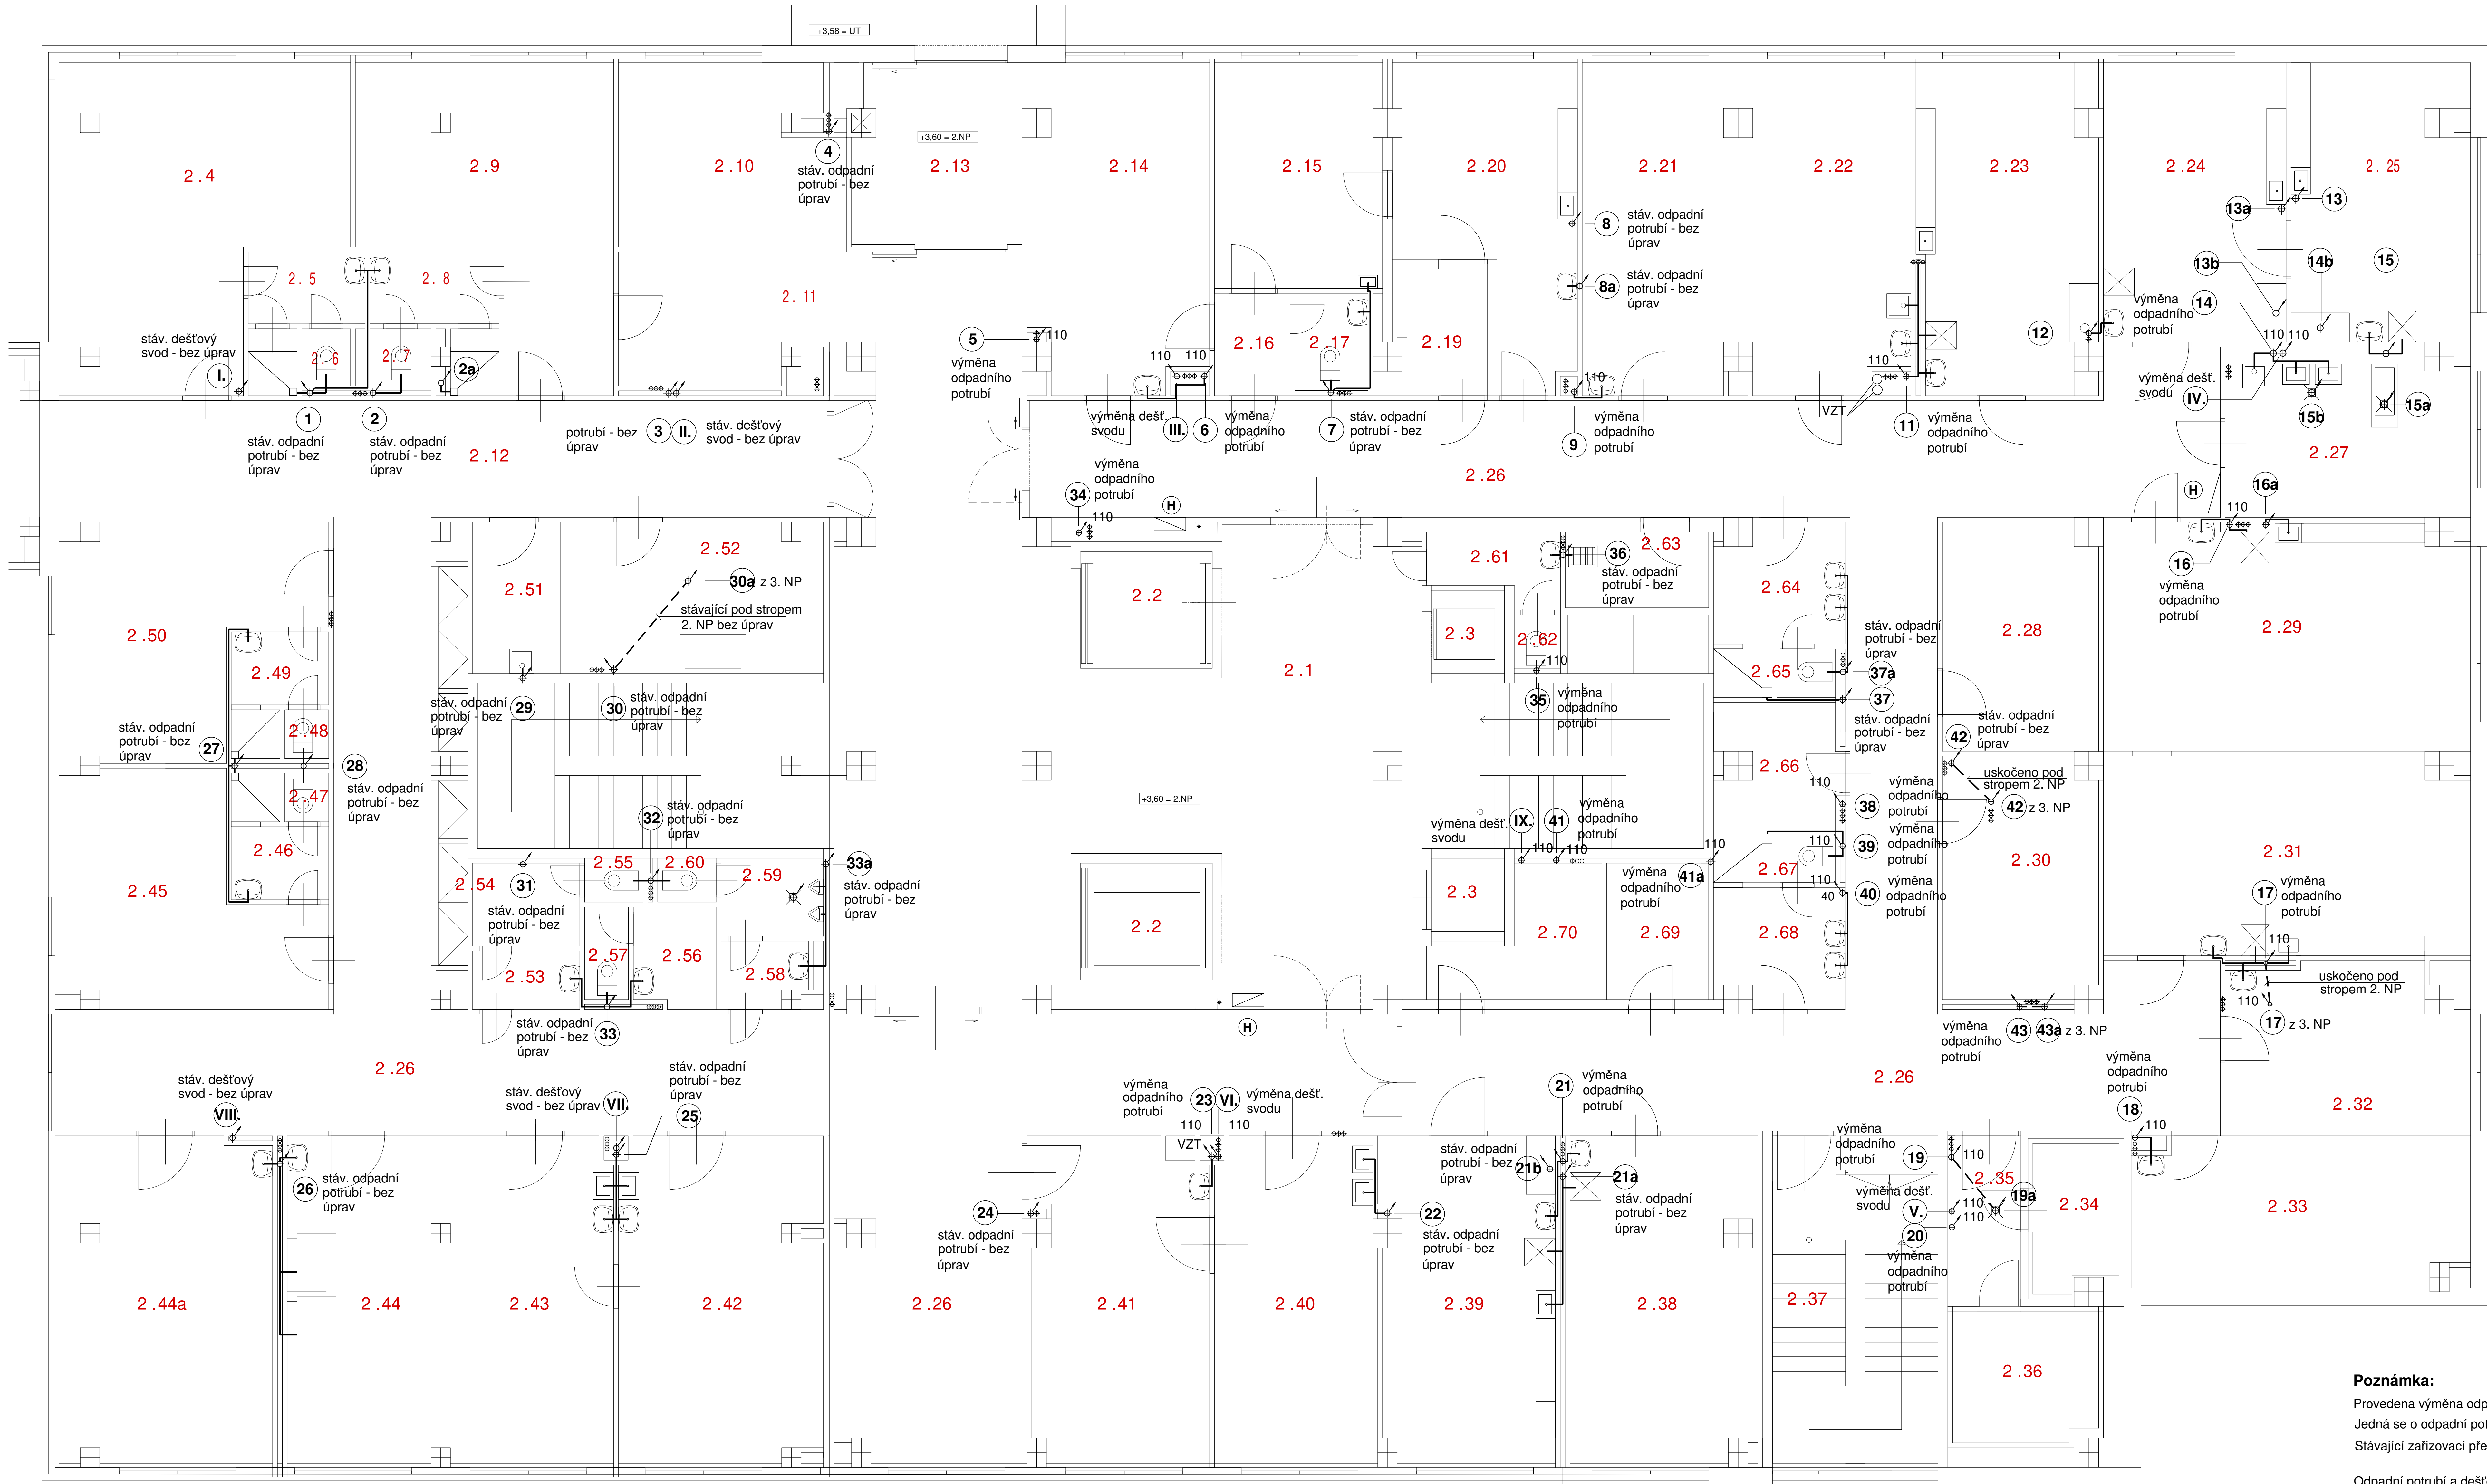 +3,58 = UT
+3,60 = 2.NP
2.4
2.9
2.10
2.13
2.14
2.15
2.20
2.21
2.22
2.23
2.24
2.25
4
stáv. odpadní
potrubí - bez
úprav
8
stáv. odpadní
potrubí - bez
úprav
8a
stáv. odpadní
potrubí - bez
úprav
13a
13
13b
14b
15
14
12
výměna
odpadního
potrubí
110
110
2.5
2.8
2.11
2.6
2.7
2a
stáv. dešťový
svod - bez úprav
I.
5
110
výměna
odpadního
potrubí
110
110
2.16
2.17
2.19
110
110
výměna dešť.
svodu
IV.
15b
15a
1
stáv. odpadní
potrubí - bez
úprav
2
stáv. odpadní
potrubí - bez
úprav
2.12
potrubí - bez
úprav
3
II.
stáv. dešťový
svod - bez úprav
výměna dešť.
svodu
III.
6
výměna
odpadního
potrubí
7
stáv. odpadní
potrubí - bez
úprav
9
výměna
odpadního
potrubí
VZT
11
výměna
odpadního
potrubí
2.26
2.27
34
výměna
odpadního
potrubí
110
H
H
16a
110
16
výměna
odpadního
potrubí
2.52
2.51
30a z 3. NP
stávající pod stropem
2. NP bez úprav
2.2
2.61
36
stáv. odpadní
potrubí - bez
úprav
2.63
2.64
2.28
2.29
2.50
2.49
2.3
2.62
110
2.1
2.65
stáv. odpadní
potrubí - bez
úprav
37a
37
stáv. odpadní
potrubí - bez
úprav
stáv. odpadní
potrubí - bez
úprav
29
30
stáv. odpadní
potrubí - bez
úprav
35
výměna
odpadního
potrubí
stáv. odpadní
potrubí - bez
úprav
27
2.48
28
stáv. odpadní
potrubí - bez
úprav
2.47
42
stáv. odpadní
potrubí - bez
úprav
uskočeno pod
stropem 2. NP
42 z 3. NP
2.66
110
38
výměna
odpadního
potrubí
+3,60 = 2.NP
32
stáv. odpadní
potrubí - bez
úprav
výměna dešť.
svodu
IX.
41
výměna
odpadního
potrubí
110
110
110
110
39
výměna
odpadního
potrubí
2.46
2.45
2.54
31
stáv. odpadní
potrubí - bez
úprav
2.55
2.60
2.59
33a
stáv. odpadní
potrubí - bez
úprav
2.3
výměna
odpadního
potrubí
41a
2.67
110
40
40
výměna
odpadního
potrubí
2.30
2.31
17
výměna
odpadního
potrubí
110
2.2
2.70
2.69
2.68
2.53
2.57
2.56
2.58
uskočeno pod
stropem 2. NP
110
17 z 3. NP
stáv. odpadní
potrubí - bez
úprav
33
H
výměna
odpadního
potrubí
43
43a z 3. NP
2.26
2.26
2.32
stáv. dešťový
svod - bez úprav
VIII.
stáv. dešťový
svod - bez úprav
VII.
stáv. odpadní
potrubí - bez
úprav
25
výměna
odpadního
potrubí
23
VI.
výměna dešť.
svodu
110
110
VZT
21
výměna
odpadního
potrubí
výměna
odpadního
potrubí
18
110
26
stáv. odpadní
potrubí - bez
úprav
stáv. odpadní
potrubí - bez
úprav
21b
21a
stáv. odpadní
potrubí - bez
úprav
výměna
odpadního
potrubí
19
110
2.35
19a
2.34
2.33
výměna dešť.
svodu
V.
110
110
20
výměna
odpadního
potrubí
24
stáv. odpadní
potrubí - bez
úprav
22
stáv. odpadní
potrubí - bez
úprav
2.44a
2.44
2.43
2.42
2.26
2.41
2.40
2.39
2.38
2.37
2.36
Poznámka:
Provedena výměna odp
Jedná se o odpadní pot
Stávající zařizovací pře
Odpadní potrubí a dešť